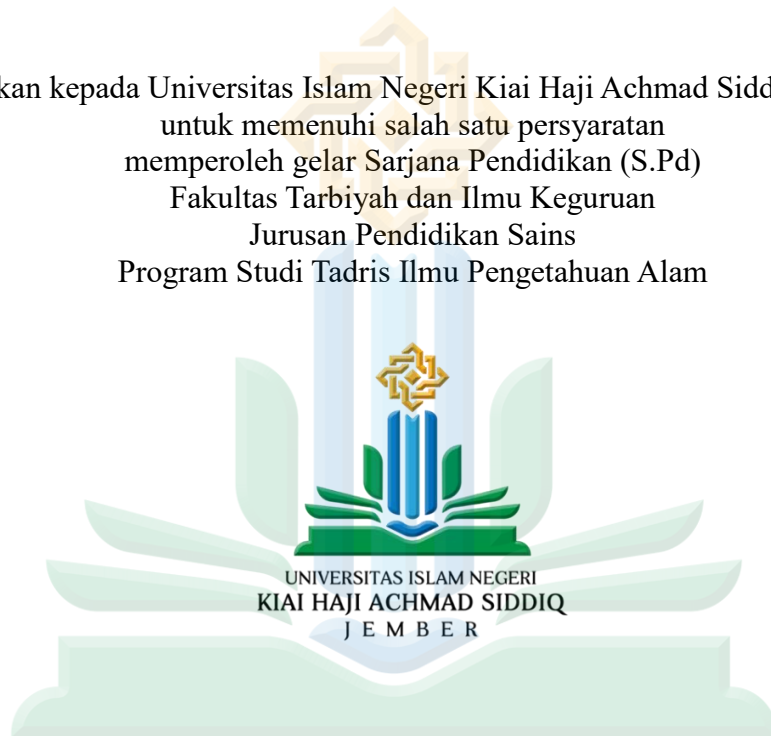 kan kepada Universitas Islam Negeri Kiai Haji Achmad Sidd
untuk memenuhi salah satu persyaratan
memperoleh gelar Sarjana Pendidikan (S.Pd)
Fakultas Tarbiyah dan Ilmu Keguruan
Jurusan Pendidikan Sains
Program Studi Tadris Ilmu Pengetahuan Alam
UNIVERSITAS ISLAM NEGERI
KIAI HAJI ACHMAD SIDDIQ
JEMBER